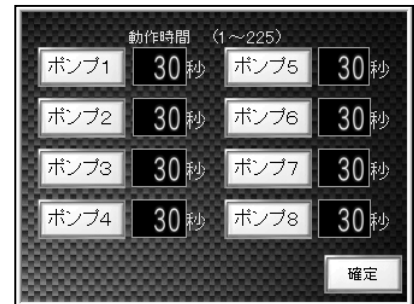 動作時間 (1～225)
ポンプ1 30秒 ポンプ5 30秒
ポンプ2 30秒 ポンプ6 30秒
ポンプ3 30秒 ポンプ7 30秒
ポンプ4 30秒 ポンプ8 30秒
確定